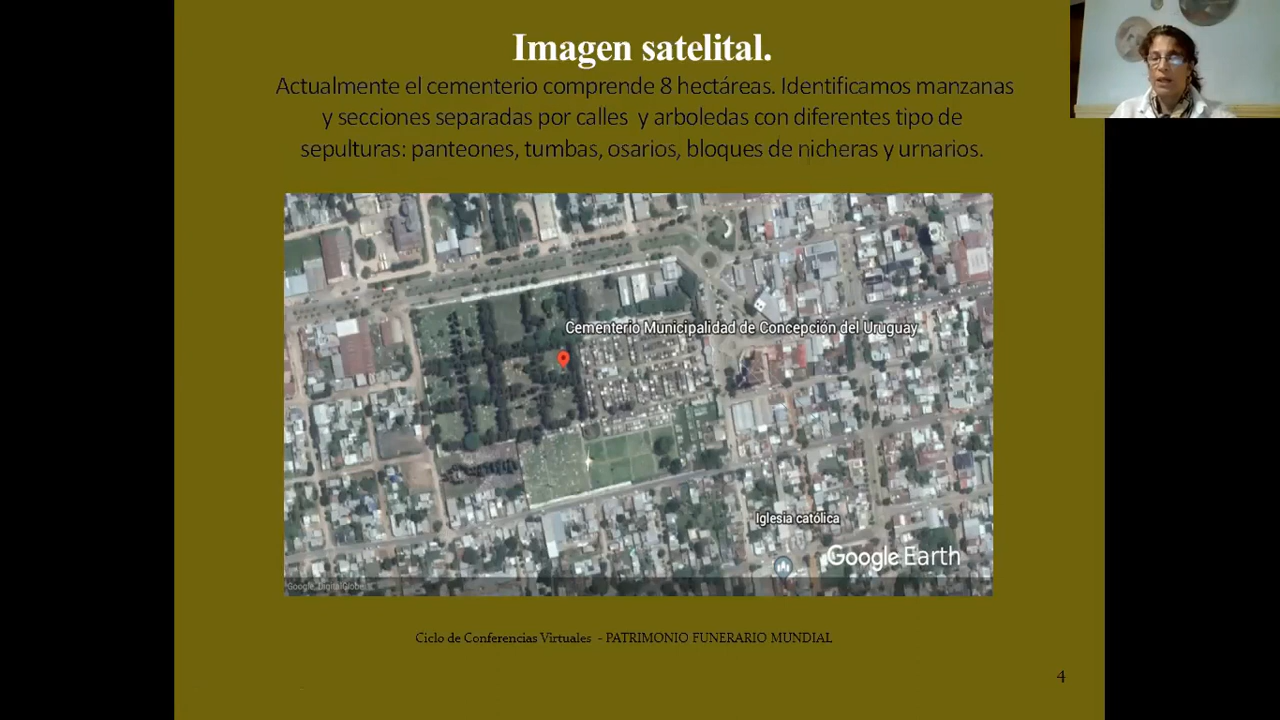 Imagen satelital.
Actualmente el cementerio comprende 8 hectáreas. Identificamos manzanas
y secciones separadas por calles y arboledas con diferentes tipo de
sepulturas: panteones, tumbas, osarios, bloques de nicheras y urnarios.
Cementerio Municipalidad de Concepción del Uruguay
Iglesia católica
Google Earth
Google, DigitalGlobe
Ciclo de Conferencias Virtuales - PATRIMONIO FUNERARIO MUNDIAL
4